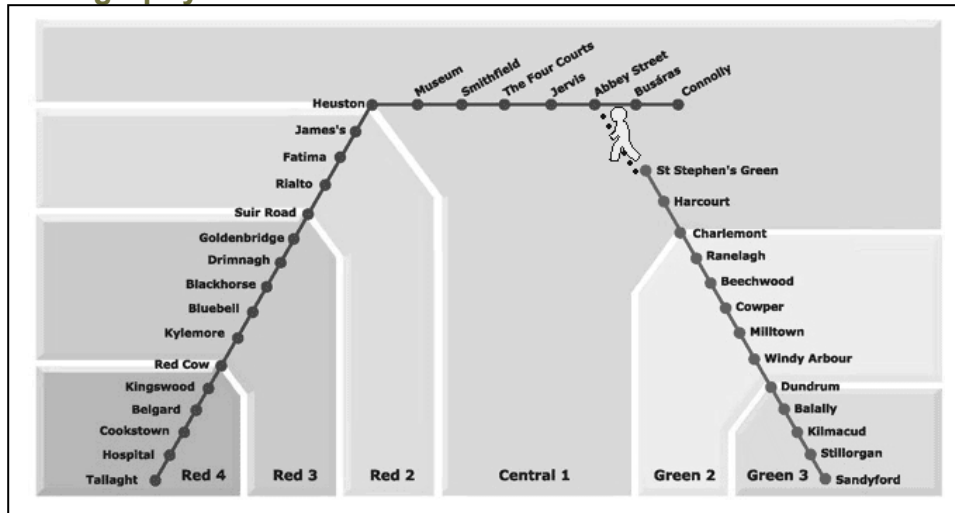 Museum
Smithfield
The Four Courts
Jervis
Abbey Street
Busáras
Connolly
Heuston
James's
Fatima
Rialto
Suir Road
Goldenbridge
Drimnagh
Blackhorse
Bluebell
Kylemore
Red Cow
Kingswood
Belgard
Cookstown
Hospital
Tallaght
St Stephen's Green
Harcourt
Charlemont
Ranelagh
Beechwood
Cowper
Milltown
Windy Arbour
Dundrum
Balally
Kilmacud
Stillorgan
Sandyford
Red 4
Red 3
Red 2
Central 1
Green 2
Green 3